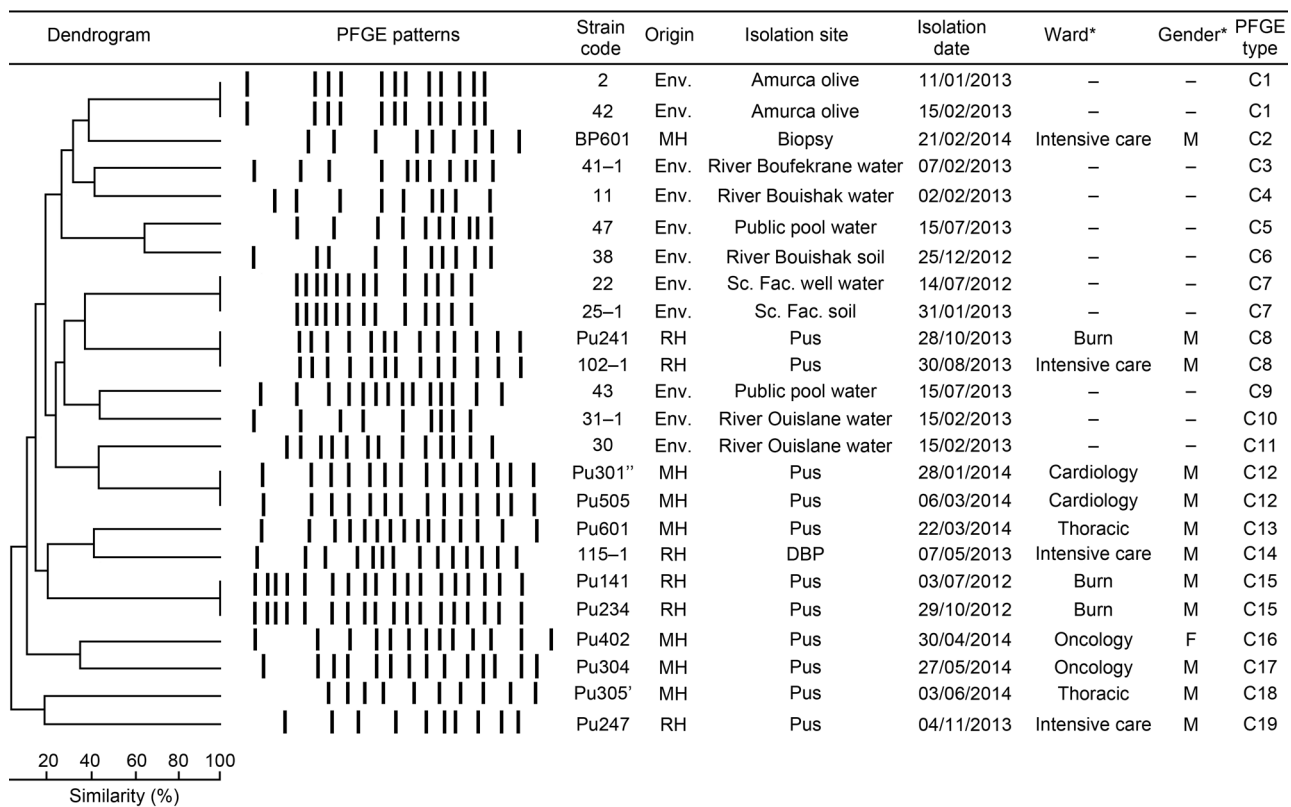 Dendrogram PFGE patterns Strain code Origin Isolation site Isolation date Ward* Gender* PFGE type
2 Env. Amurca olive 11/01/2013 – – C1
42 Env. Amurca olive 15/02/2013 – – C1
BP601 MH Biopsy 21/02/2014 Intensive care M C2
41–1 Env. River Boufekrane water 07/02/2013 – – C3
11 Env. River Bouishak water 02/02/2013 – – C4
47 Env. Public pool water 15/07/2013 – – C5
38 Env. River Bouishak soil 25/12/2012 – – C6
22 Env. Sc. Fac. well water 14/07/2012 – – C7
25–1 Env. Sc. Fac. soil 31/01/2013 – – C7
Pu241 RH Pus 28/10/2013 Burn M C8
102–1 RH Pus 30/08/2013 Intensive care M C8
43 Env. Public pool water 15/07/2013 – – C9
31–1 Env. River Ouislane water 15/02/2013 – – C10
30 Env. River Ouislane water 15/02/2013 – – C11
Pu301'' MH Pus 28/01/2014 Cardiology M C12
Pu505 MH Pus 06/03/2014 Cardiology M C12
Pu601 MH Pus 22/03/2014 Thoracic M C13
115–1 RH DBP 07/05/2013 Intensive care M C14
Pu141 RH Pus 03/07/2012 Burn M C15
Pu234 RH Pus 29/10/2012 Burn M C15
Pu402 MH Pus 30/04/2014 Oncology F C16
Pu304 MH Pus 27/05/2014 Oncology M C17
Pu305' MH Pus 03/06/2014 Thoracic M C18
Pu247 RH Pus 04/11/2013 Intensive care M C19
20 40 60 80 100
Similarity (%)